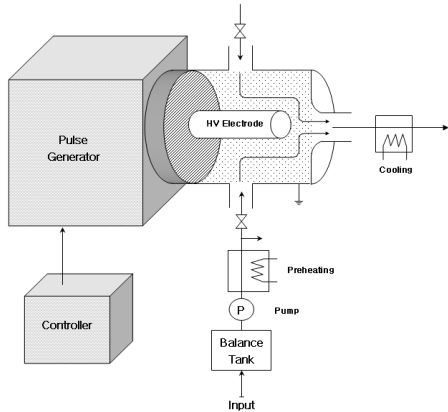 HV Electrode
Pulse
Generator
Cooling
Preheating
P
Pump
Controller
Balance
Tank
Input